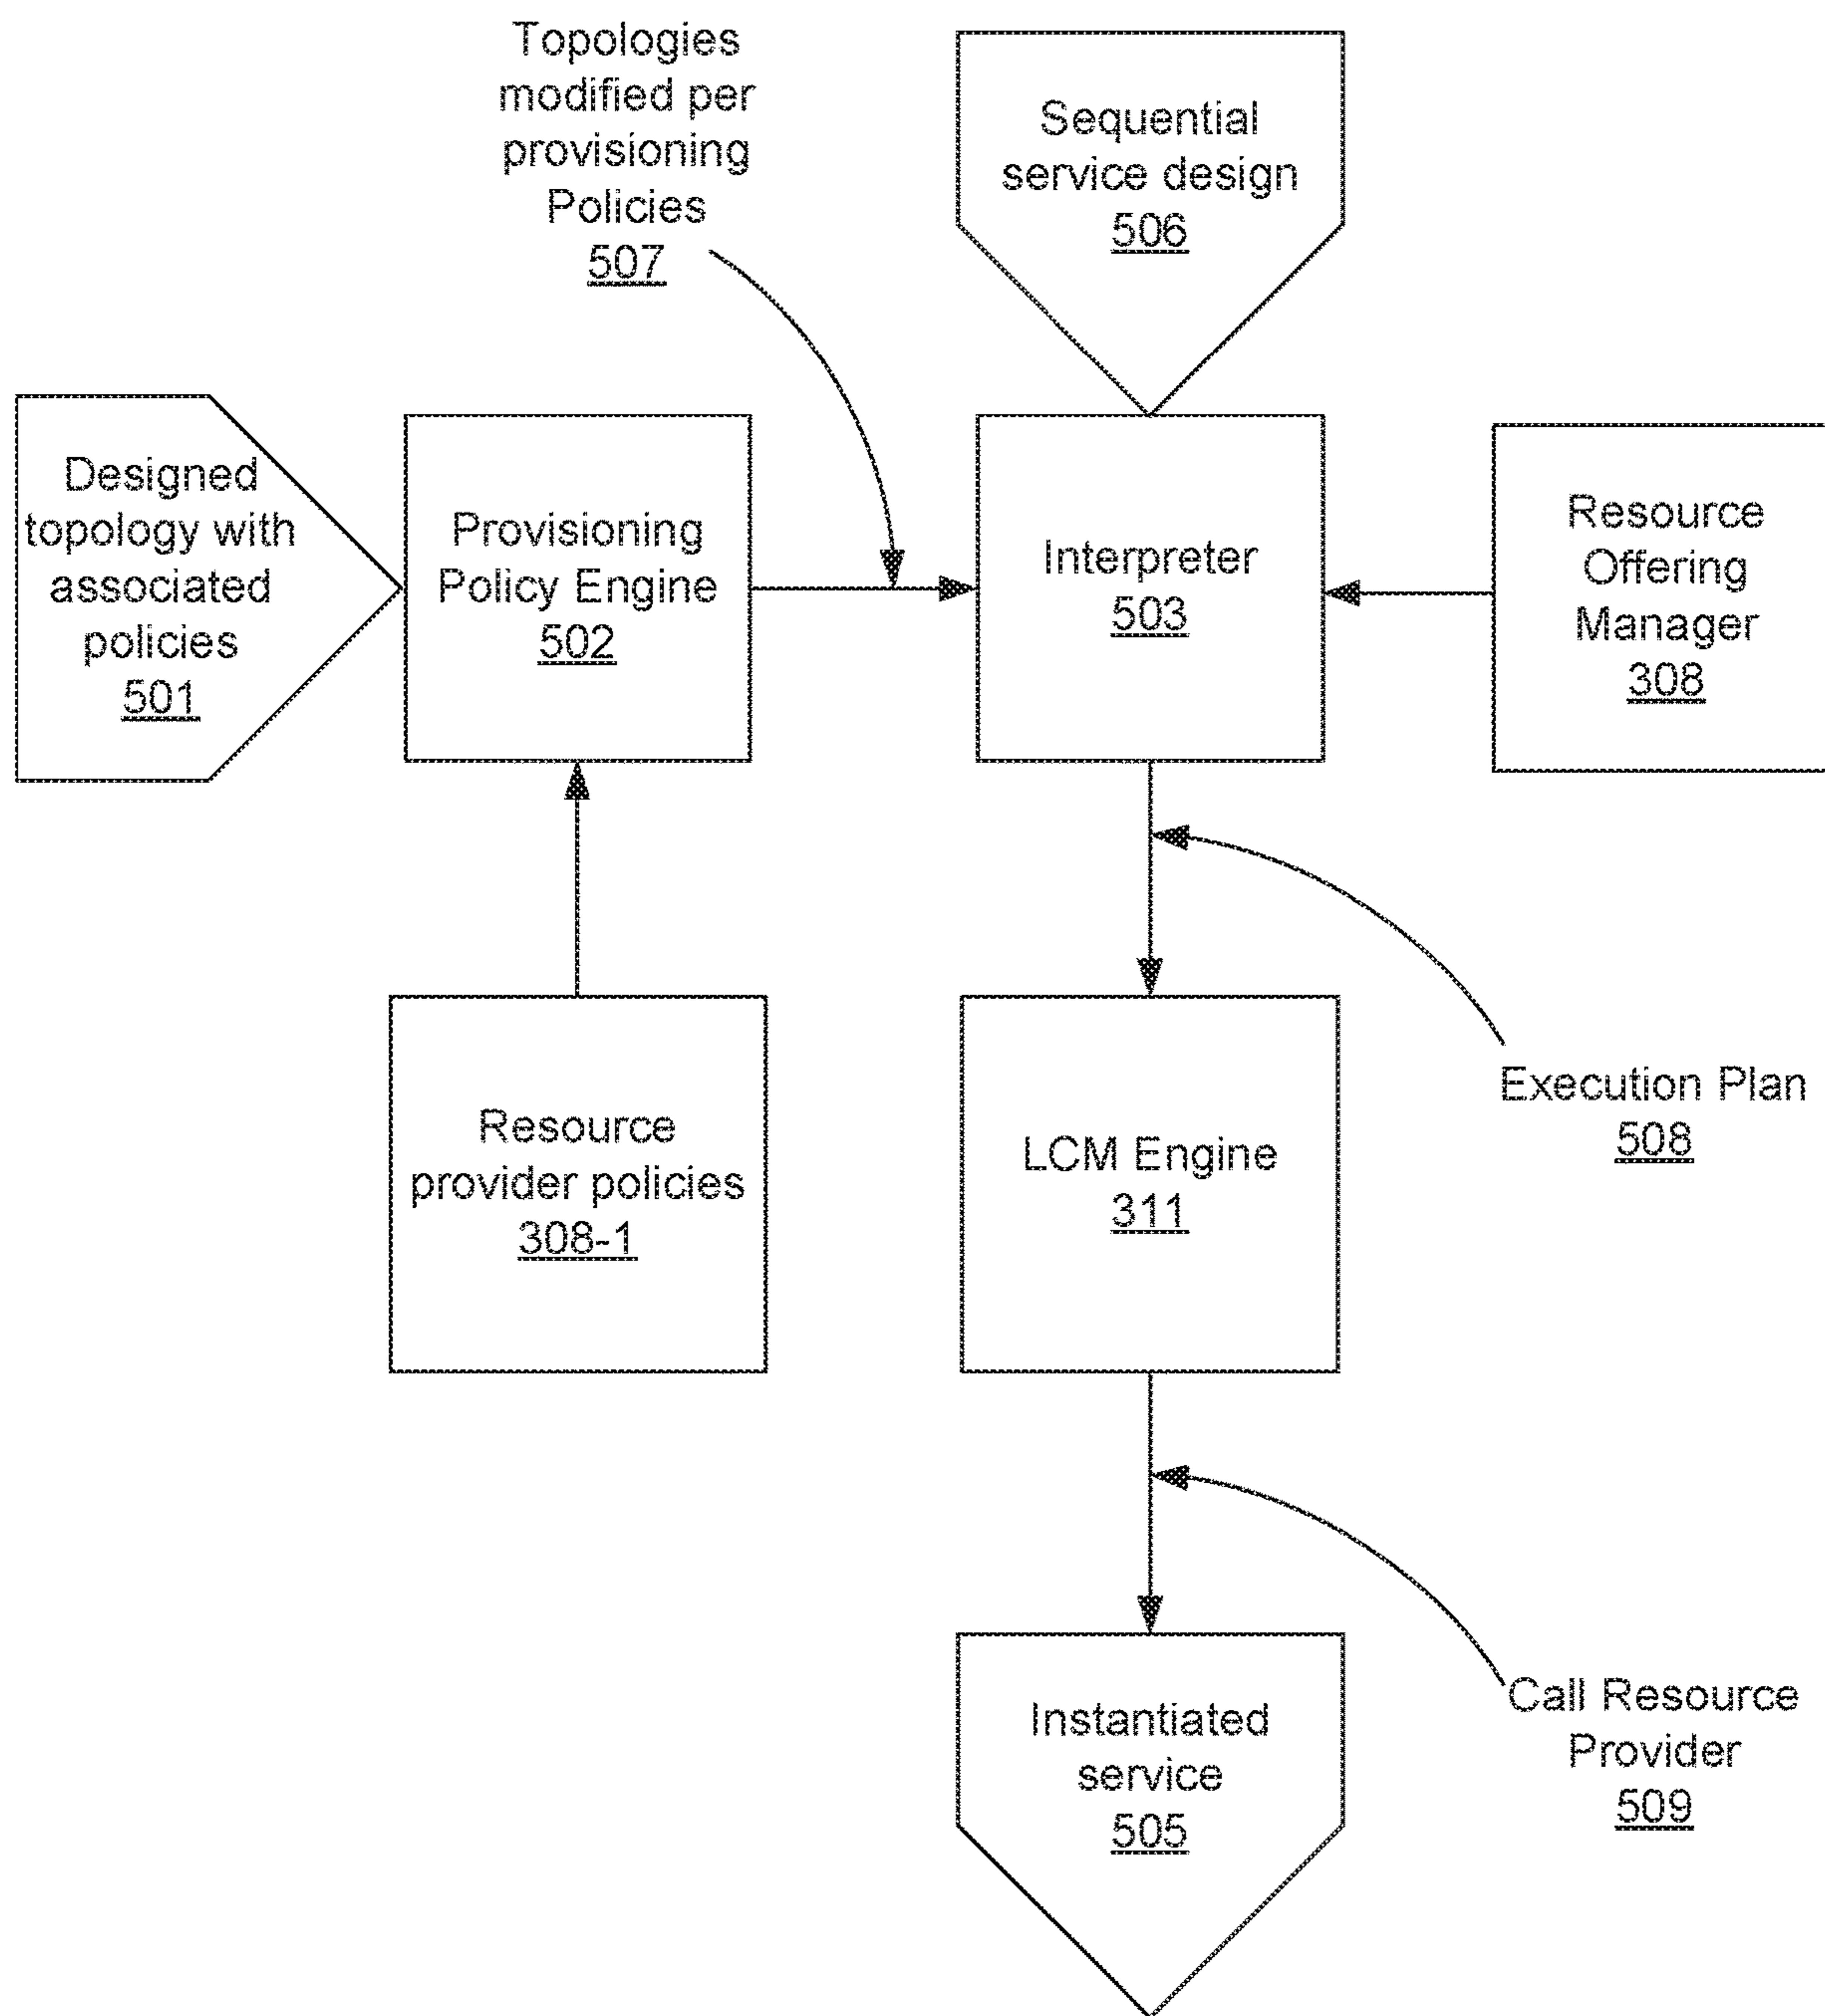 Topologies
modified per
provisioning
Policies
507
Sequential
service design
506
Designed
topology with
associated
policies
501
Provisioning
Policy Engine
502
Interpreter
503
Resource
Offering
Manager
308
Resource
provider policies
308-1
LCM Engine
311
Execution Plan
508
Instantiated
service
505
Call Resource
Provider
509